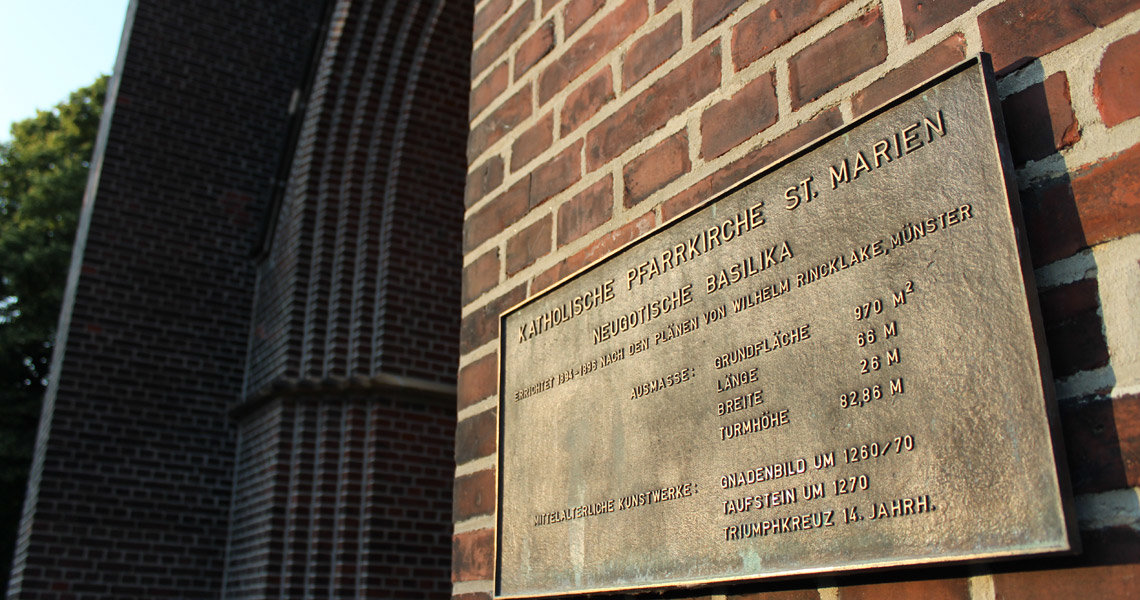 KATHOLISCHE PFARRKIRCHE ST. MARIEN
NEUGOTISCHE BASILIKA
ERRICHTET 1894-1896 NACH DEN PLÄNEN VON WILHELM RINCKLAKE, MÜNSTER
AUSMASSE: GRUNDFLÄCHE 970 M²
LÄNGE 66 M
BREITE 26 M
TURMHÖHE 82,86 M
MITTELALTERLICHE KUNSTWERKE: GNADENBILD UM 1260/70
TAUFSTEIN UM 1270
TRIUMPHKREUZ 14. JAHRH.